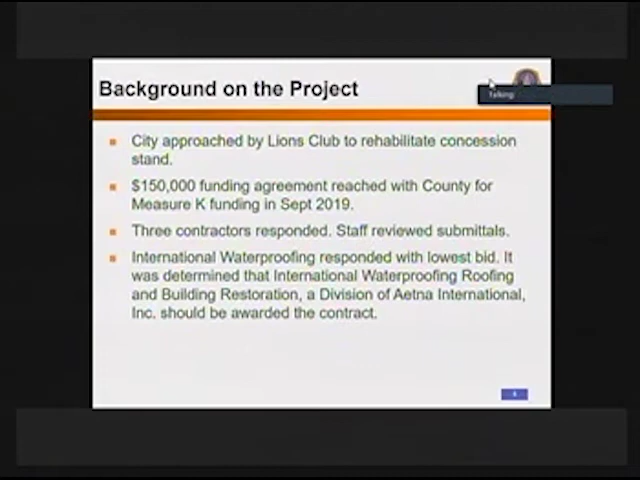 Background on the Project
Talking:
City approached by Lions Club to rehabilitate concession
stand.
$150,000 funding agreement reached with County for
Measure K funding in Sept 2019.
Three contractors responded. Staff reviewed submittals.
International Waterproofing responded with lowest bid. It
was determined that International Waterproofing Roofing
and Building Restoration, a Division of Aetna International,
Inc. should be awarded the contract.